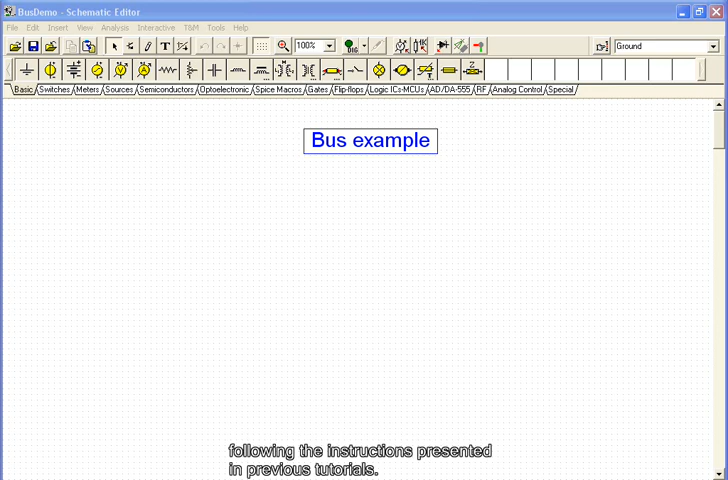 BusDemo - Schematic Editor
File Edit Insert View Analysis Interactive T&M Tools Help
100% DIG Ground
Basic Switches Meters Sources Semiconductors Optoelectronic Spice Macros Gates Flip-flops Logic ICs-MCUs AD/DA-555 RF Analog Control Special
Bus example
following the instructions presented
in previous tutorials.